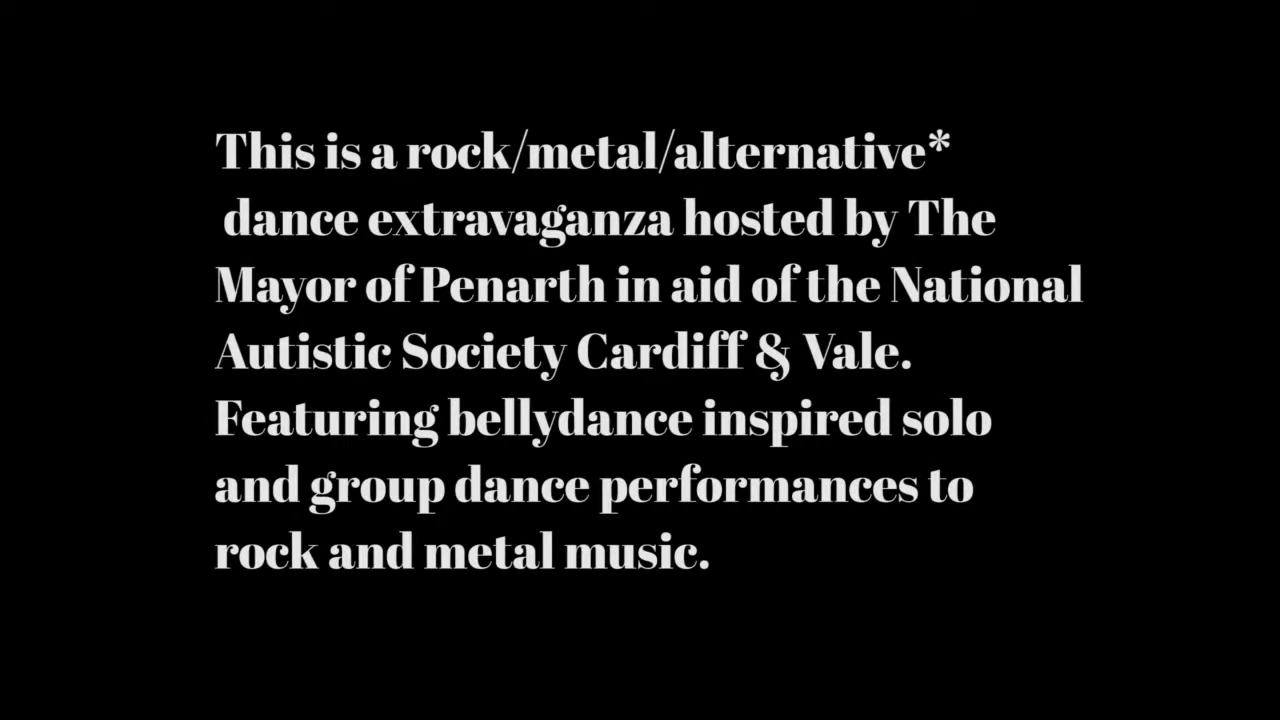 This is a rock/metal/alternative*
dance extravaganza hosted by The
Mayor of Penarth in aid of the National
Autistic Society Cardiff & Vale.
Featuring bellydance inspired solo
and group dance performances to
rock and metal music.